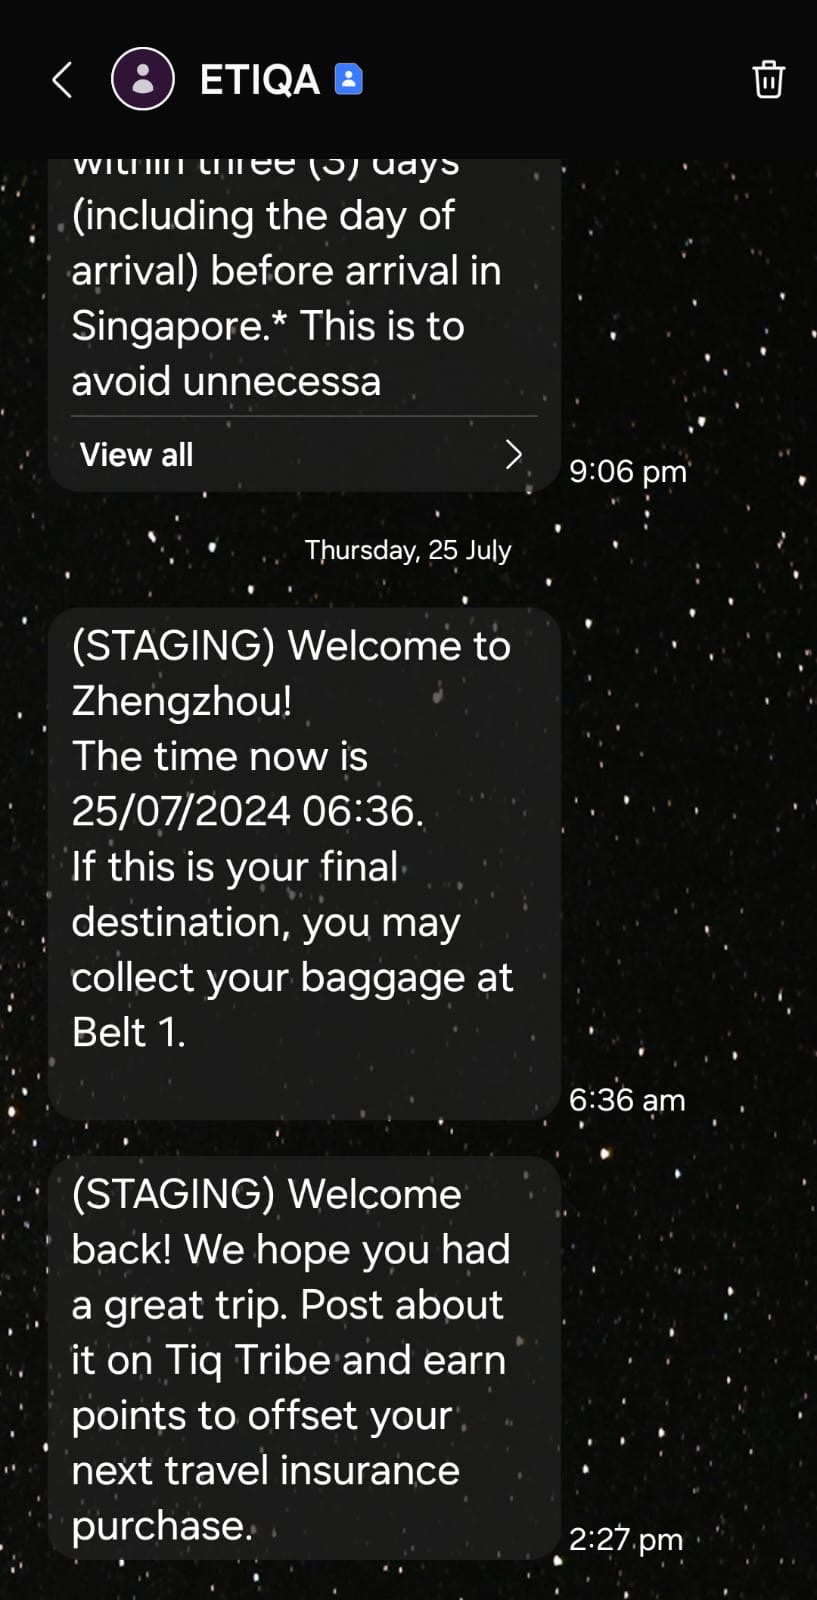 ETIQA
within three (3) days
(including the day of
arrival) before arrival in
Singapore.* This is to
avoid unnecessa
View all
9:06 pm
Thursday, 25 July
(STAGING) Welcome to
Zhengzhou!
The time now is
25/07/2024 06:36.
If this is your final
destination, you may
collect your baggage at
Belt 1.
6:36 am
(STAGING) Welcome
back! We hope you had
a great trip. Post about
it on Tiq Tribe and earn
points to offset your
next travel insurance
purchase.
2:27 pm